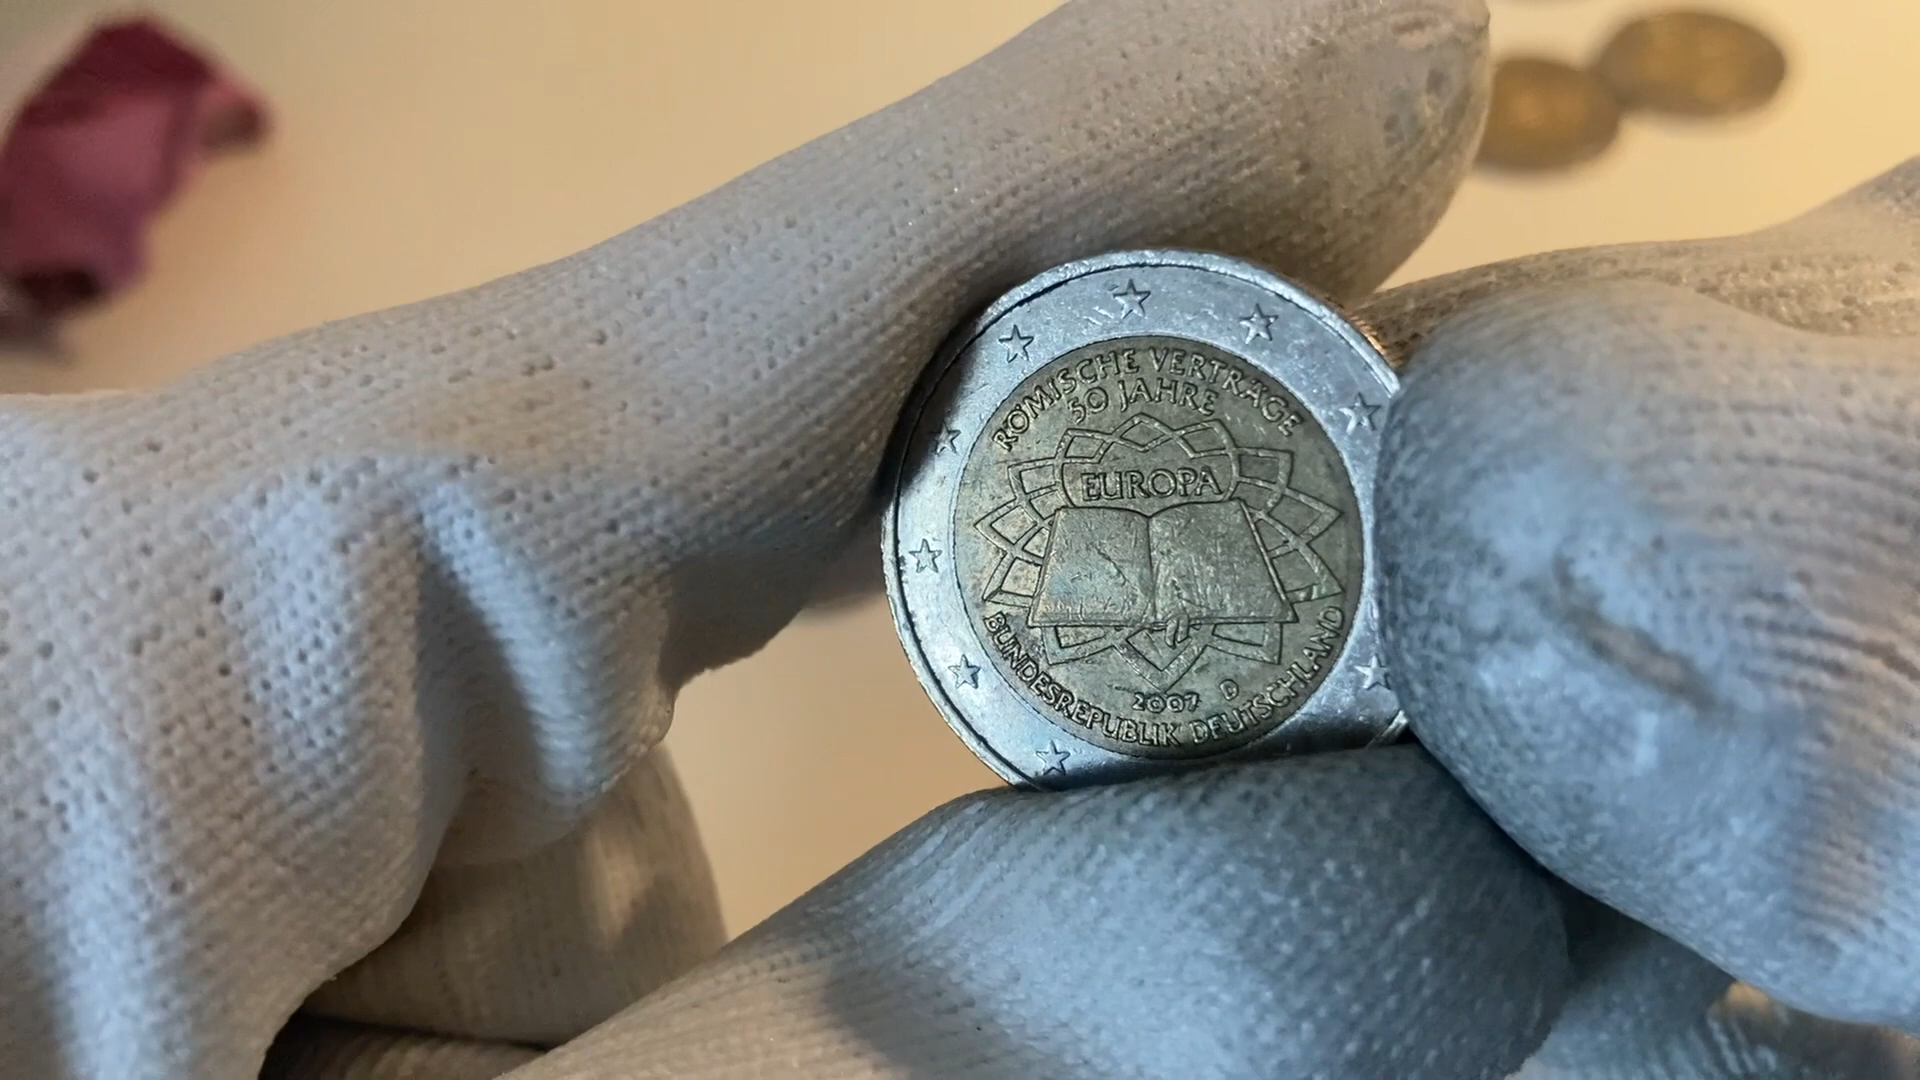 RÖMISCHE VERTRÄGE
50 JAHRE
EUROPA
2007 D
BUNDESREPUBLIK DEUTSCHLAND